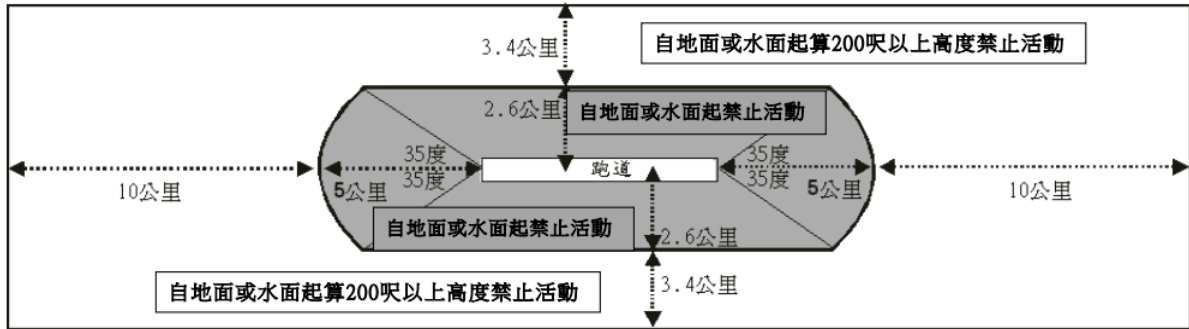 3.4公里
自地面或水面起算200呎以上高度禁止活動
2.6公里
自地面或水面起禁止活動
35度
35度
跑道
35度
35度
10公里
5公里
5公里
10公里
自地面或水面起禁止活動
2.6公里
自地面或水面起算200呎以上高度禁止活動
3.4公里